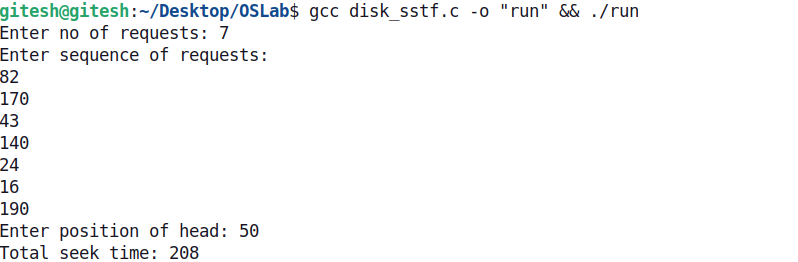 gitesh@gitesh:~/Desktop/OSLab$ gcc disk_sstf.c -o "run" && ./run
Enter no of requests: 7
Enter sequence of requests:
82
170
43
140
24
16
190
Enter position of head: 50
Total seek time: 208